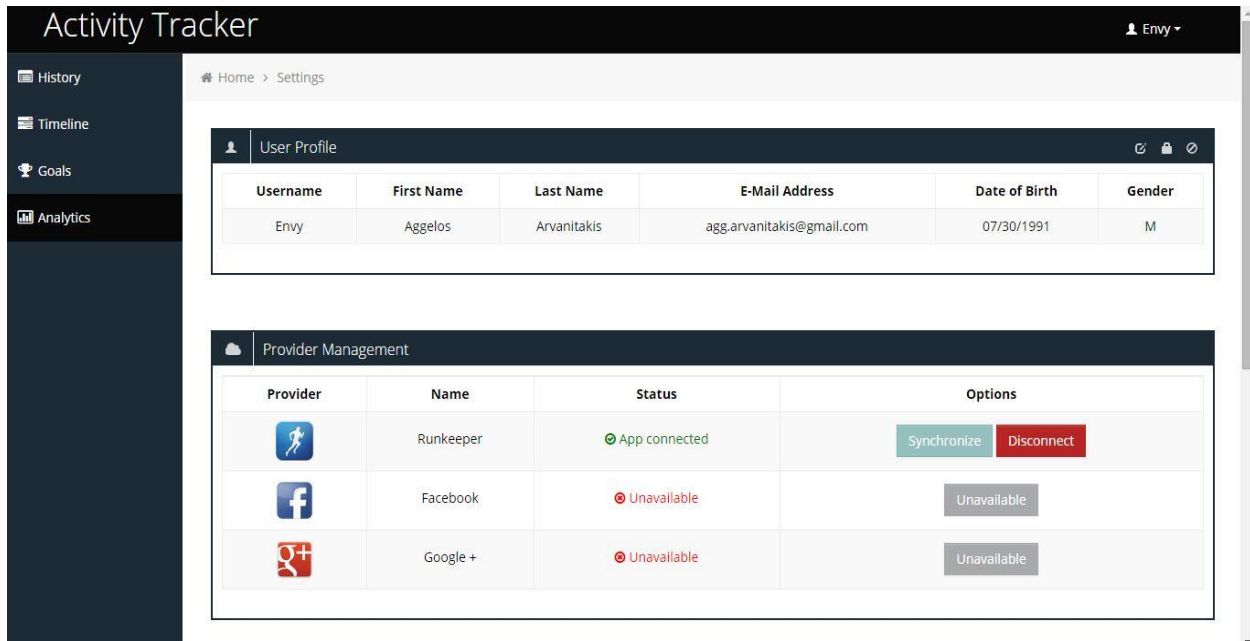 Activity Tracker
Envy
History
Timeline
Goals
Analytics
Home > Settings
User Profile
Username First Name Last Name E-Mail Address Date of Birth Gender
Envy Aggelos Arvanitakis agg.arvanitakis@gmail.com 07/30/1991 M
Provider Management
Provider Name Status Options
Runkeeper App connected Synchronize Disconnect
f Facebook Unavailable Unavailable
g+ Google + Unavailable Unavailable